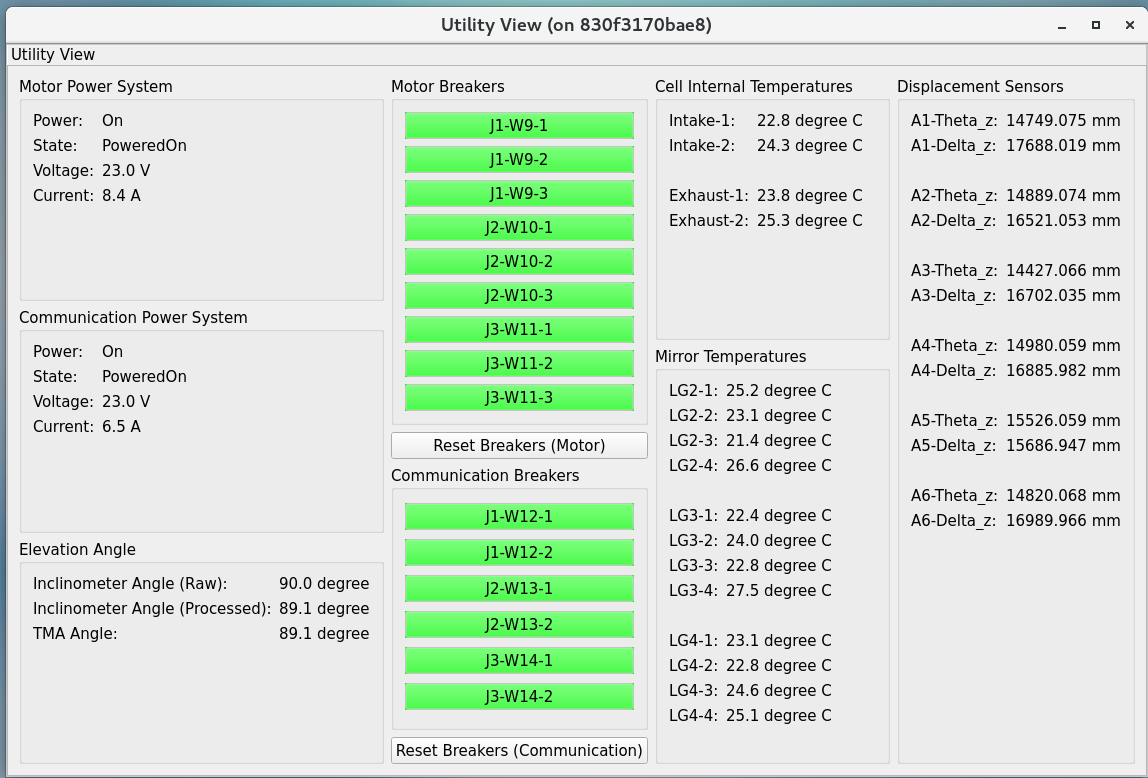 Utility View (on 830f3170bae8)
Utility View
Motor Power System
Power: On
State: PoweredOn
Voltage: 23.0 V
Current: 8.4 A
Communication Power System
Power: On
State: PoweredOn
Voltage: 23.0 V
Current: 6.5 A
Elevation Angle
Inclinometer Angle (Raw): 90.0 degree
Inclinometer Angle (Processed): 89.1 degree
TMA Angle: 89.1 degree
Motor Breakers
J1-W9-1
J1-W9-2
J1-W9-3
J2-W10-1
J2-W10-2
J2-W10-3
J3-W11-1
J3-W11-2
J3-W11-3
Reset Breakers (Motor)
Communication Breakers
J1-W12-1
J1-W12-2
J2-W13-1
J2-W13-2
J3-W14-1
J3-W14-2
Reset Breakers (Communication)
Cell Internal Temperatures
Intake-1: 22.8 degree C
Intake-2: 24.3 degree C
Exhaust-1: 23.8 degree C
Exhaust-2: 25.3 degree C
Mirror Temperatures
LG2-1: 25.2 degree C
LG2-2: 23.1 degree C
LG2-3: 21.4 degree C
LG2-4: 26.6 degree C
LG3-1: 22.4 degree C
LG3-2: 24.0 degree C
LG3-3: 22.8 degree C
LG3-4: 27.5 degree C
LG4-1: 23.1 degree C
LG4-2: 22.8 degree C
LG4-3: 24.6 degree C
LG4-4: 25.1 degree C
Displacement Sensors
A1-Theta_z: 14749.075 mm
A1-Delta_z: 17688.019 mm
A2-Theta_z: 14889.074 mm
A2-Delta_z: 16521.053 mm
A3-Theta_z: 14427.066 mm
A3-Delta_z: 16702.035 mm
A4-Theta_z: 14980.059 mm
A4-Delta_z: 16885.982 mm
A5-Theta_z: 15526.059 mm
A5-Delta_z: 15686.947 mm
A6-Theta_z: 14820.068 mm
A6-Delta_z: 16989.966 mm